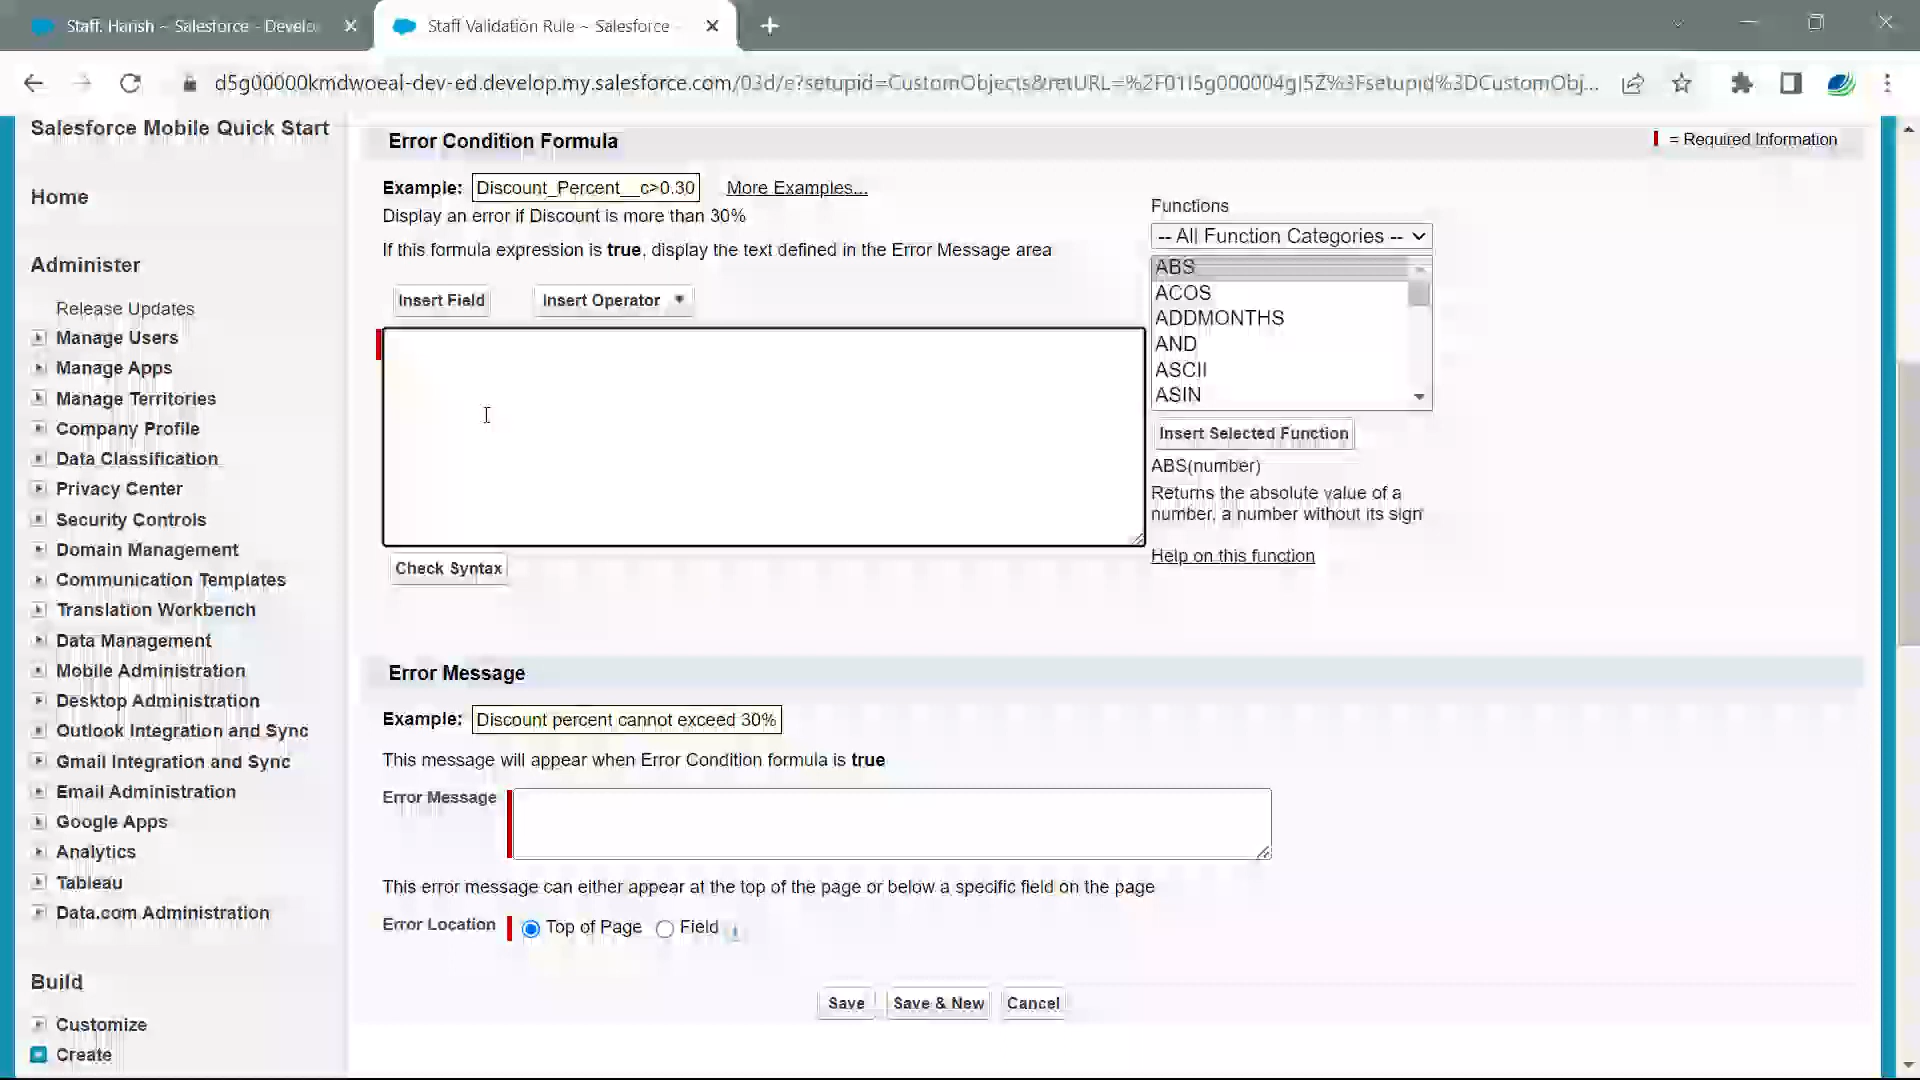 Staff. Harish ~ Salesforce - Develo
Staff Validation Rule ~ Salesforce -
d5g00000kmdwoeal-dev-ed.develop.my.salesforce.com/03d/e?setupid=CustomObjects&retURL=%2F01I5g000004gJ5Z%3Fsetupid%3DCustomObj...
Salesforce Mobile Quick Start
Home
Administer
Release Updates
Manage Users
Manage Apps
Manage Territories
Company Profile
Data Classification
Privacy Center
Security Controls
Domain Management
Communication Templates
Translation Workbench
Data Management
Mobile Administration
Desktop Administration
Outlook Integration and Sync
Gmail Integration and Sync
Email Administration
Google Apps
Analytics
Tableau
Data.com Administration
Build
Customize
Create
Error Condition Formula
= Required Information
Example: Discount_Percent__c>0.30 More Examples...
Display an error if Discount is more than 30%
If this formula expression is true, display the text defined in the Error Message area
Insert Field Insert Operator
Functions
-- All Function Categories --
ABS
ACOS
ADDMONTHS
AND
ASCII
ASIN
Insert Selected Function
ABS(number)
Returns the absolute value of a
number, a number without its sign
Help on this function
Check Syntax
Error Message
Example: Discount percent cannot exceed 30%
This message will appear when Error Condition formula is true
Error Message
This error message can either appear at the top of the page or below a specific field on the page
Error Location Top of Page Field i
Save Save & New Cancel